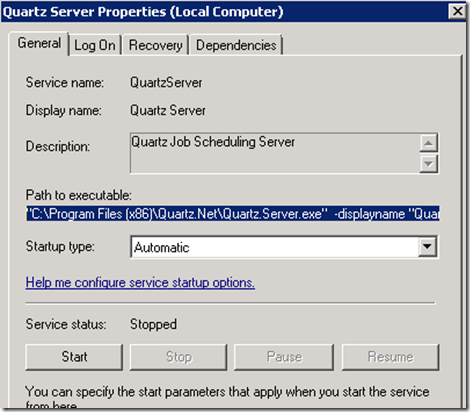 Quartz Server Properties (Local Computer)
General Log On Recovery Dependencies
Service name: QuartzServer
Display name: Quartz Server
Description: Quartz Job Scheduling Server
Path to executable:
"C:\Program Files (x86)\Quartz.Net\Quartz.Server.exe" -displayname "Quar
Startup type: Automatic
Help me configure service startup options.
Service status: Stopped
Start Stop Pause Resume
You can specify the start parameters that apply when you start the service
from here.